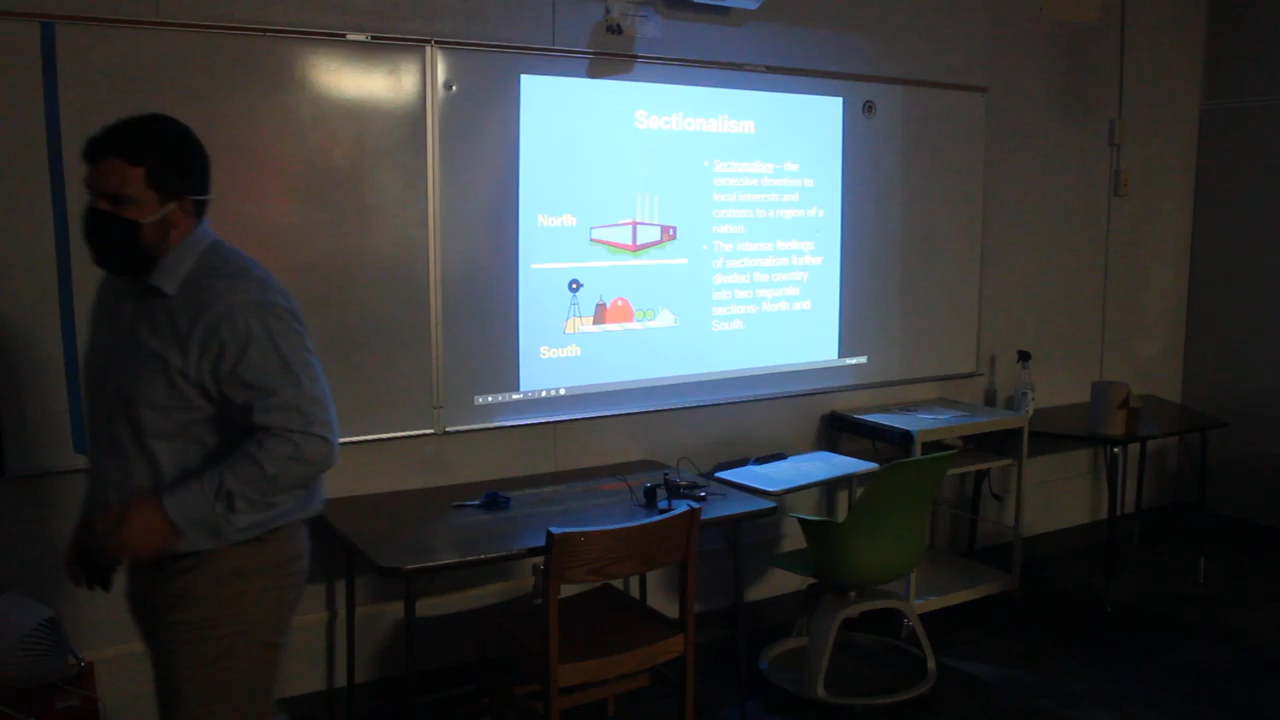 Sectionalism
North
South
• Sectionalism – the
excessive devotion to
local interests and
customs to a region of a
nation.
• The intense feelings
of sectionalism further
divided the country
into two separate
sections- North and
South.